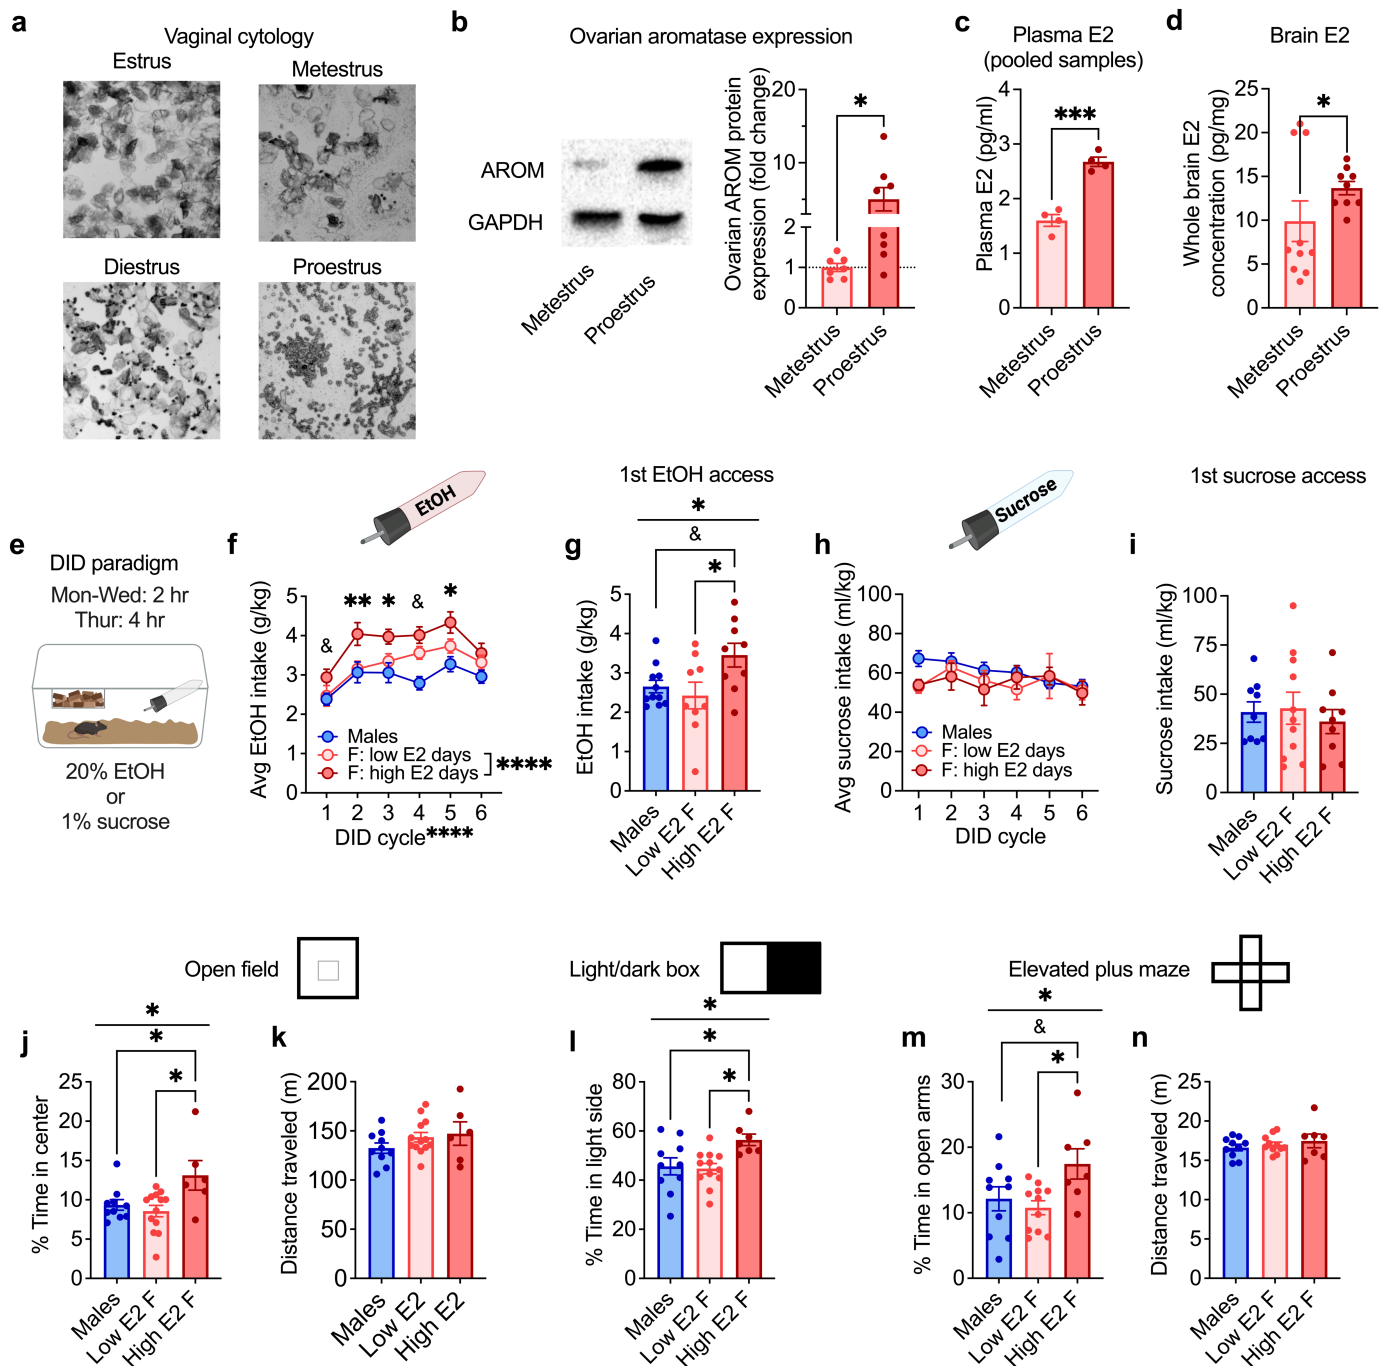 a
Vaginal cytology
Estrus
Metestrus
Diestrus
Proestrus
b
Ovarian aromatase expression
AROM
GAPDH
Metestrus
Proestrus
Ovarian AROM protein
expression (fold change)
20
10
2
1
0
*
Metestrus
Proestrus
c
Plasma E2
(pooled samples)
Plasma E2 (pg/ml)
4
3
2
1
0
***
Metestrus
Proestrus
d
Brain E2
Whole brain E2
concentration (pg/mg)
25
20
15
10
5
0
*
Metestrus
Proestrus
e
DID paradigm
Mon-Wed: 2 hr
Thur: 4 hr
20% EtOH
or
1% sucrose
f
EtOH
Avg EtOH intake (g/kg)
5
4
3
2
1
0
& ** * & *
Males
F: low E2 days
F: high E2 days
****
1 2 3 4 5 6
DID cycle****
g
1st EtOH access
*
&
*
EtOH intake (g/kg)
5
4
3
2
1
0
Males
Low E2 F
High E2 F
h
Sucrose
Avg sucrose intake (ml/kg)
100
80
60
40
20
0
Males
F: low E2 days
F: high E2 days
1 2 3 4 5 6
DID cycle
i
1st sucrose access
Sucrose intake (ml/kg)
100
75
50
25
0
Males
Low E2 F
High E2 F
Open field
j
*
*
*
% Time in center
25
20
15
10
5
0
Males
Low E2 F
High E2 F
k
Distance traveled (m)
200
150
100
50
0
Males
Low E2
High E2
Light/dark box
l
*
*
*
% Time in light side
80
60
40
20
0
Males
Low E2 F
High E2 F
Elevated plus maze
m
*
&
*
% Time in open arms
30
20
10
0
Males
Low E2 F
High E2 F
n
Distance traveled (m)
25
20
15
10
5
0
Males
Low E2 F
High E2 F